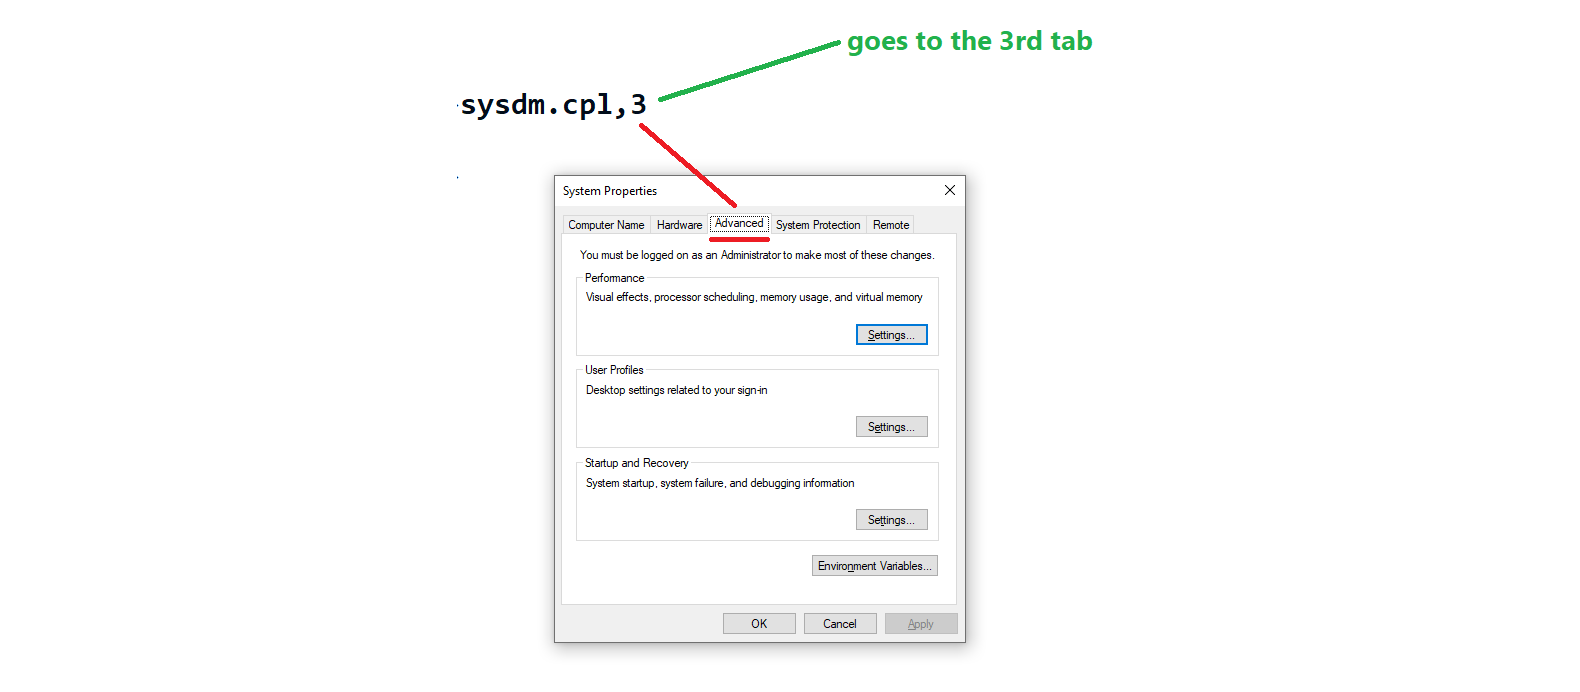 goes to the 3rd tab
sysdm.cpl,3
System Properties
Computer Name Hardware Advanced System Protection Remote
You must be logged on as an Administrator to make most of these changes.
Performance
Visual effects, processor scheduling, memory usage, and virtual memory
Settings...
User Profiles
Desktop settings related to your sign-in
Settings...
Startup and Recovery
System startup, system failure, and debugging information
Settings...
Environment Variables...
OK Cancel Apply